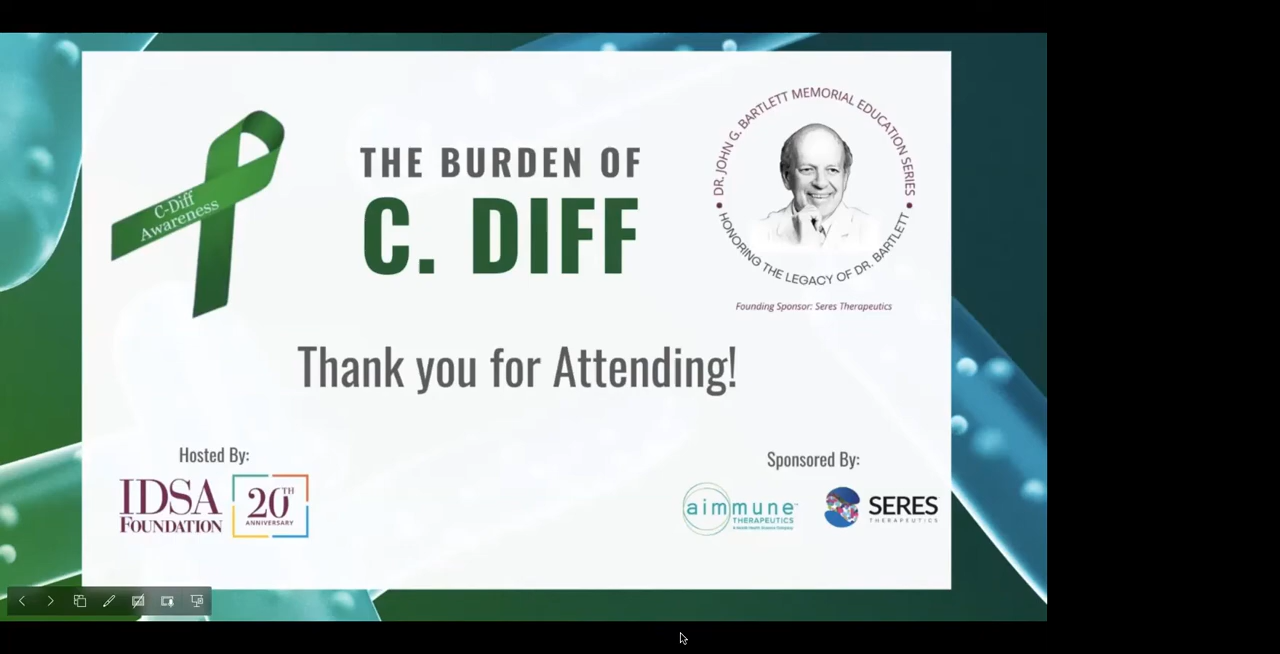 C-Diff
Awareness
THE BURDEN OF
C. DIFF
• DR. JOHN G. BARTLETT MEMORIAL EDUCATION SERIES •
HONORING THE LEGACY OF DR. BARTLETT
Founding Sponsor: Seres Therapeutics
Thank you for Attending!
Hosted By:
IDSA
FOUNDATION
20TH
ANNIVERSARY
Sponsored By:
aimmune™
THERAPEUTICS
SERES
THERAPEUTICS